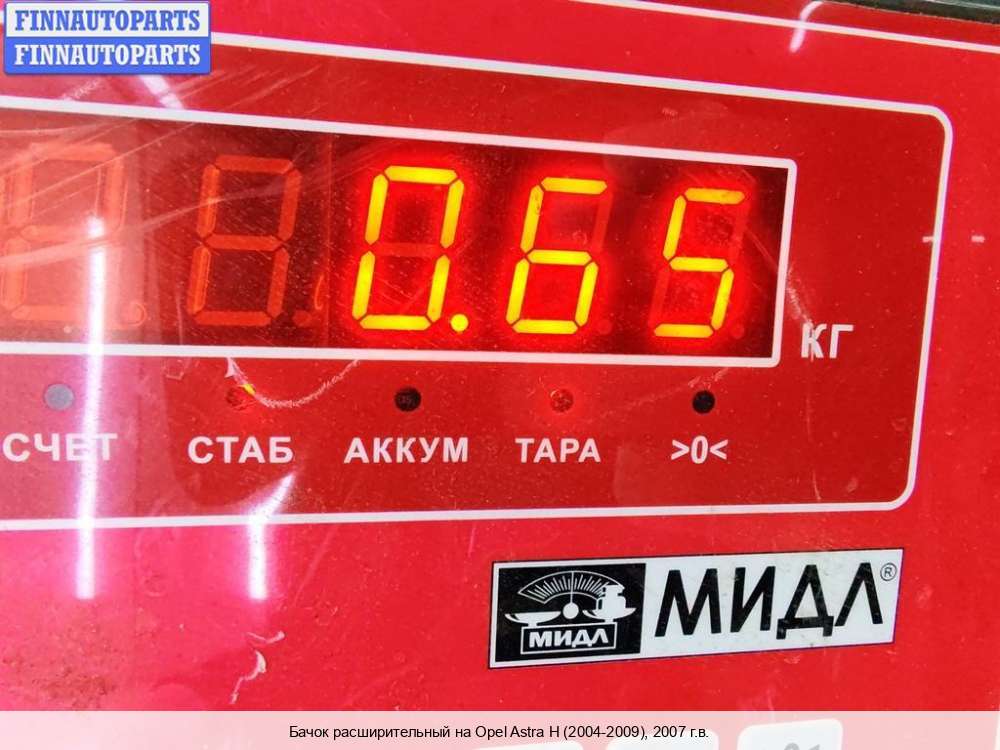 FINNAUTOPARTS
FINNAUTOPARTS
0.65
КГ
СЧЕТ СТАБ АККУМ ТАРА >0<
МИДЛ МИДЛ®
Бачок расширительный на Opel Astra H (2004-2009), 2007 г.в.